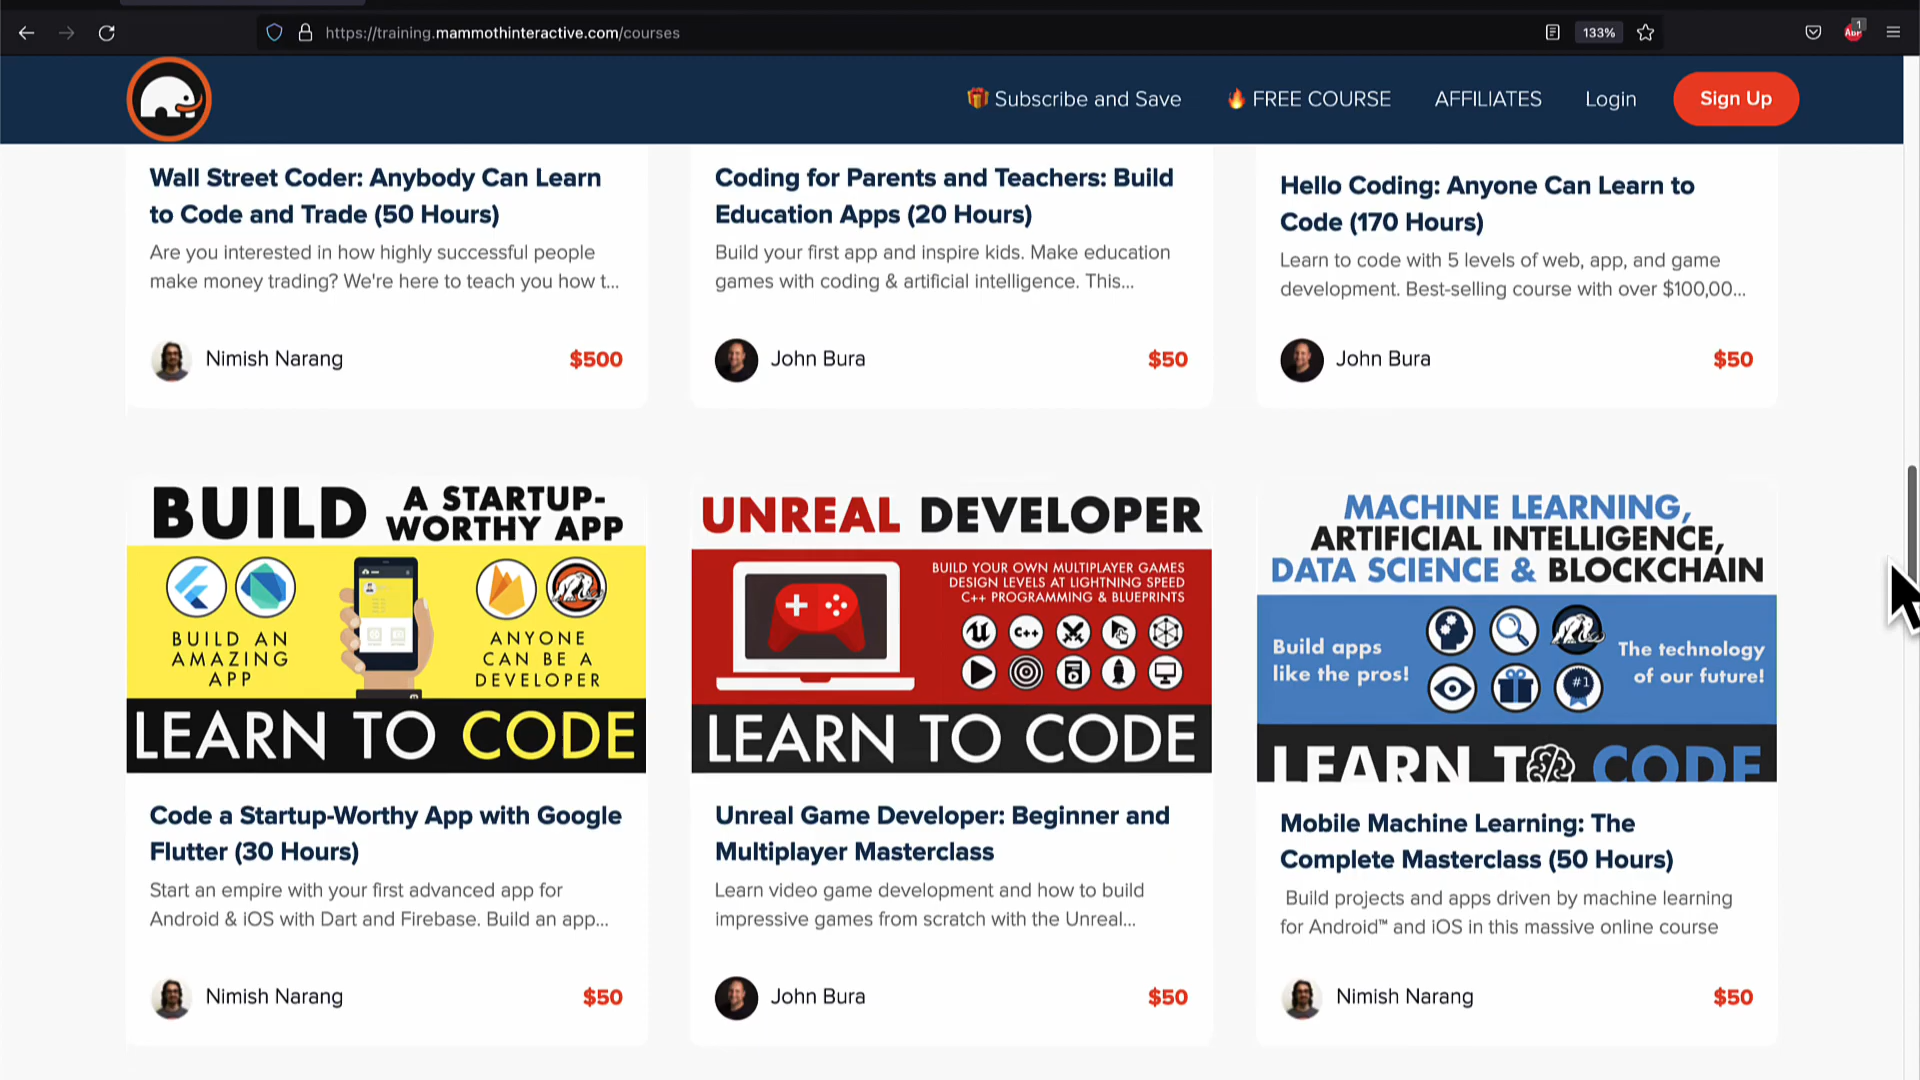 https://training.mammothinteractive.com/courses
133%
1
ABP
🎁 Subscribe and Save
🔥 FREE COURSE
AFFILIATES
Login
Sign Up
Wall Street Coder: Anybody Can Learn
to Code and Trade (50 Hours)
Are you interested in how highly successful people
make money trading? We're here to teach you how t...
Nimish Narang
$500
Coding for Parents and Teachers: Build
Education Apps (20 Hours)
Build your first app and inspire kids. Make education
games with coding & artificial intelligence. This...
John Bura
$50
Hello Coding: Anyone Can Learn to
Code (170 Hours)
Learn to code with 5 levels of web, app, and game
development. Best-selling course with over $100,00...
John Bura
$50
BUILD
A STARTUP-
WORTHY APP
BUILD AN
AMAZING
APP
ANYONE
CAN BE A
DEVELOPER
LEARN TO CODE
Code a Startup-Worthy App with Google
Flutter (30 Hours)
Start an empire with your first advanced app for
Android & iOS with Dart and Firebase. Build an app...
Nimish Narang
$50
UNREAL DEVELOPER
BUILD YOUR OWN MULTIPLAYER GAMES
DESIGN LEVELS AT LIGHTNING SPEED
C++ PROGRAMMING & BLUEPRINTS
C++
LEARN TO CODE
Unreal Game Developer: Beginner and
Multiplayer Masterclass
Learn video game development and how to build
impressive games from scratch with the Unreal...
John Bura
$50
MACHINE LEARNING,
ARTIFICIAL INTELLIGENCE,
DATA SCIENCE & BLOCKCHAIN
Build apps
like the pros!
#1
The technology
of our future!
LEARN TO CODE
Mobile Machine Learning: The
Complete Masterclass (50 Hours)
Build projects and apps driven by machine learning
for Android™ and iOS in this massive online course
Nimish Narang
$50